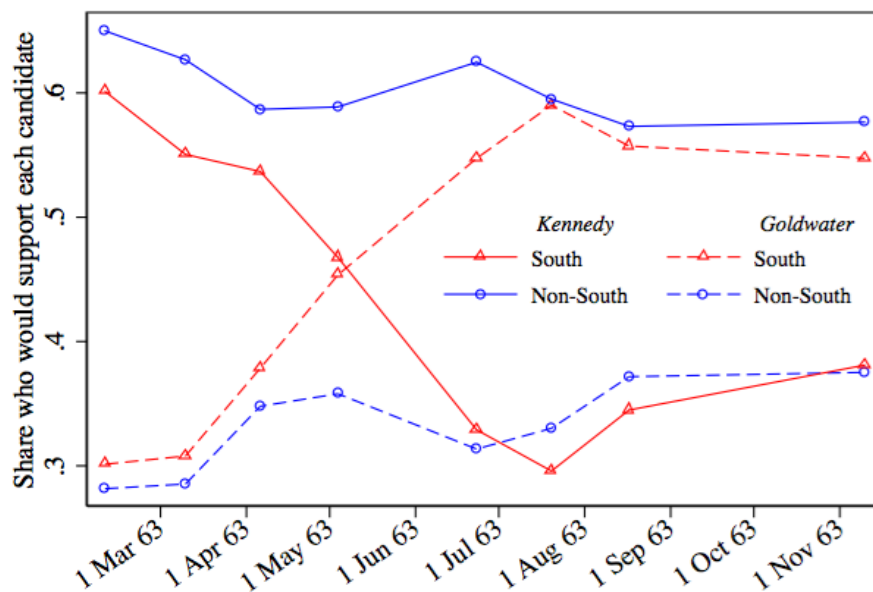 Share who would support each candidate
.6
.5
.4
.3
Kennedy Goldwater
South South
Non-South Non-South
1 Mar 63
1 Apr 63
1 May 63
1 Jun 63
1 Jul 63
1 Aug 63
1 Sep 63
1 Oct 63
1 Nov 63